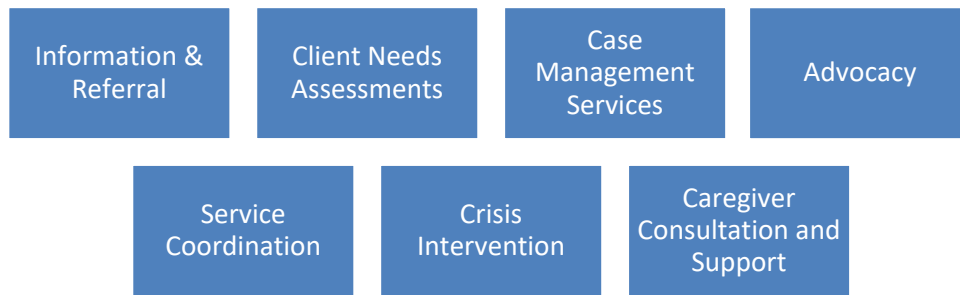 Information &
Referral
Client Needs
Assessments
Case
Management
Services
Advocacy
Service
Coordination
Crisis
Intervention
Caregiver
Consultation and
Support